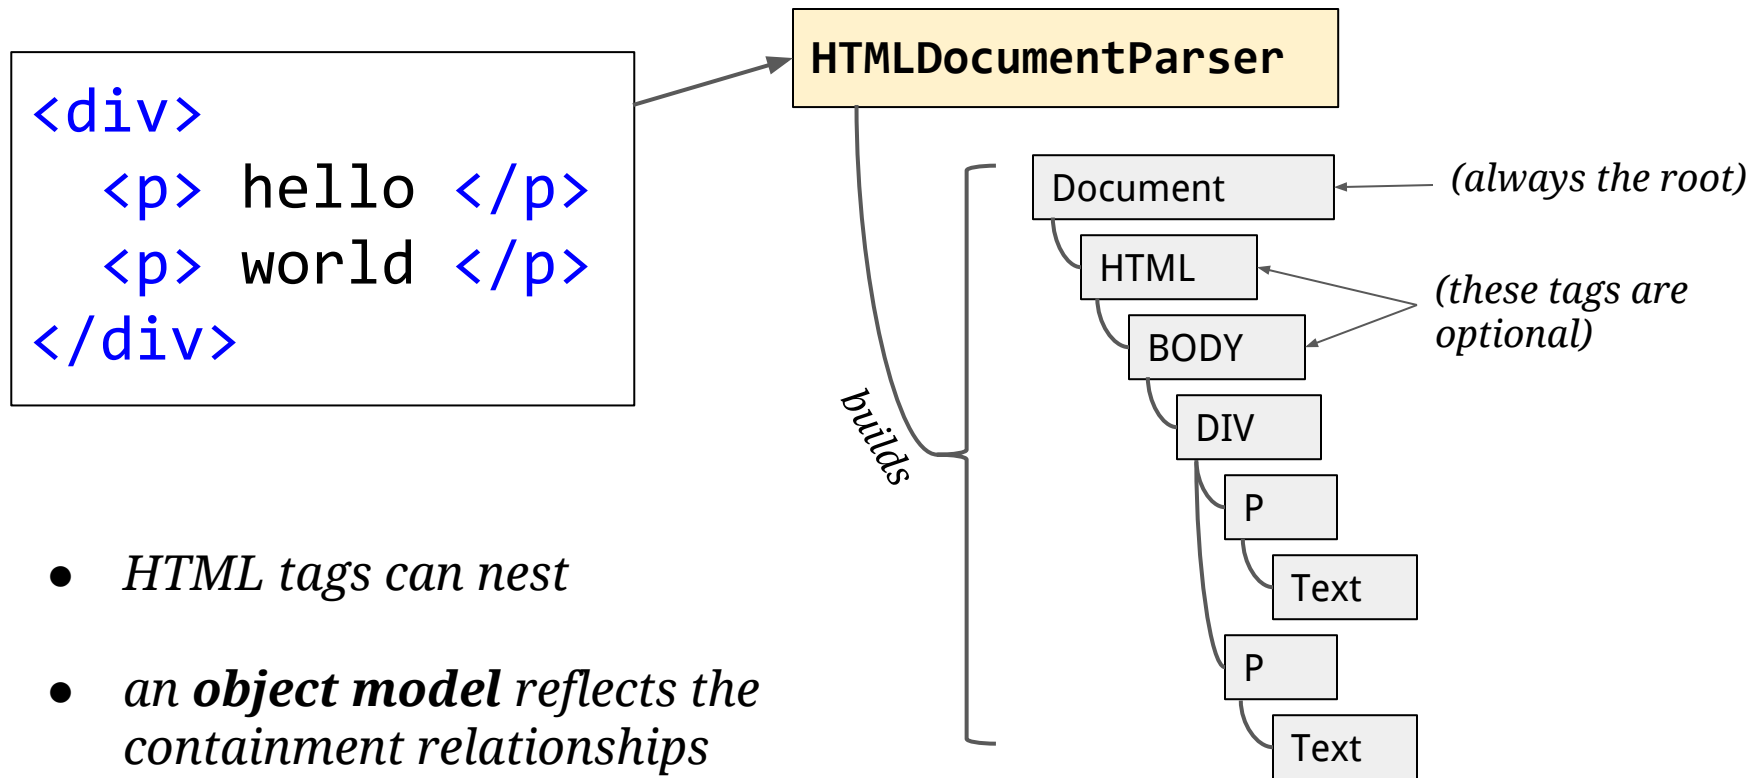 <div>
  <p> hello </p>
  <p> world </p>
</div>
HTMLDocumentParser
builds
Document
(always the root)
HTML
(these tags are
optional)
BODY
DIV
P
Text
P
Text
● HTML tags can nest
● an object model reflects the
containment relationships